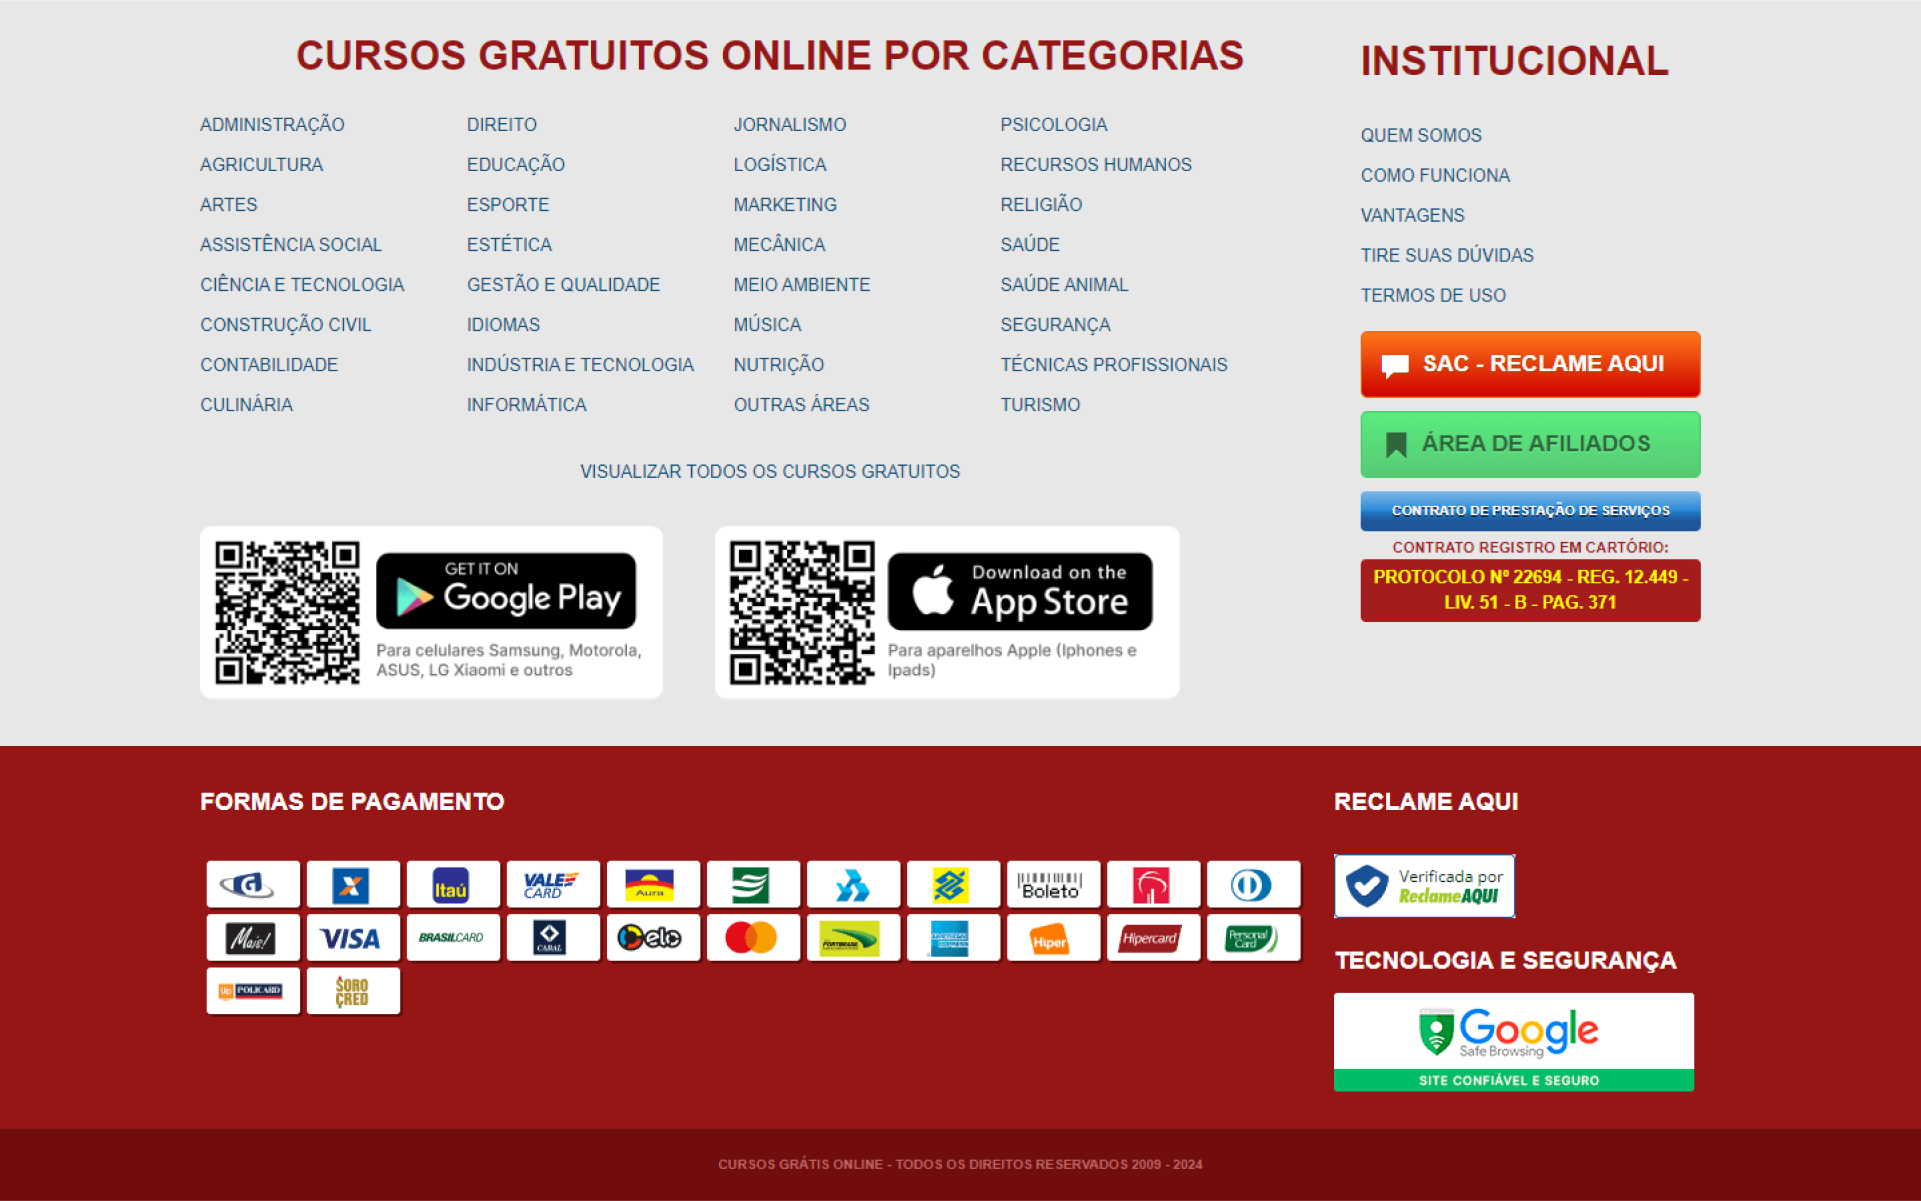 CURSOS GRATUITOS ONLINE POR CATEGORIAS
ADMINISTRAÇÃO
AGRICULTURA
ARTES
ASSISTÊNCIA SOCIAL
CIÊNCIA E TECNOLOGIA
CONSTRUÇÃO CIVIL
CONTABILIDADE
CULINÁRIA
DIREITO
EDUCAÇÃO
ESPORTE
ESTÉTICA
GESTÃO E QUALIDADE
IDIOMAS
INDÚSTRIA E TECNOLOGIA
INFORMÁTICA
JORNALISMO
LOGÍSTICA
MARKETING
MECÂNICA
MEIO AMBIENTE
MÚSICA
NUTRIÇÃO
OUTRAS ÁREAS
PSICOLOGIA
RECURSOS HUMANOS
RELIGIÃO
SAÚDE
SAÚDE ANIMAL
SEGURANÇA
TÉCNICAS PROFISSIONAIS
TURISMO
VISUALIZAR TODOS OS CURSOS GRATUITOS
GET IT ON
Google Play
Para celulares Samsung, Motorola,
ASUS, LG Xiaomi e outros
Download on the
App Store
Para aparelhos Apple (Iphones e
Ipads)
INSTITUCIONAL
QUEM SOMOS
COMO FUNCIONA
VANTAGENS
TIRE SUAS DÚVIDAS
TERMOS DE USO
SAC - RECLAME AQUI
ÁREA DE AFILIADOS
CONTRATO DE PRESTAÇÃO DE SERVIÇOS
CONTRATO REGISTRO EM CARTÓRIO:
PROTOCOLO Nº 22694 - REG. 12.449 -
LIV. 51 - B - PAG. 371
FORMAS DE PAGAMENTO
G
Itaú
VALE CARD
Aura
Boleto
Mais!
VISA
BRASILCARD
CABAL
elo
FORTBRASIL
AMERICAN EXPRESS
Hiper
Hipercard
Personal Card
Up POLICARD
SORO CRED
RECLAME AQUI
Verificada por
ReclameAQUI
TECNOLOGIA E SEGURANÇA
Google
Safe Browsing
SITE CONFIÁVEL E SEGURO
CURSOS GRÁTIS ONLINE - TODOS OS DIREITOS RESERVADOS 2009 - 2024